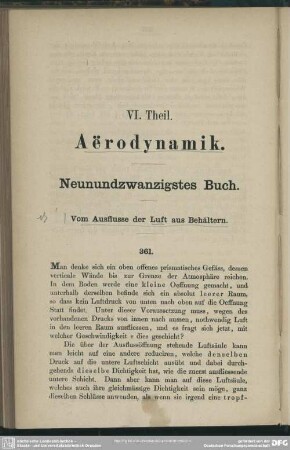 VI. Theil.
Aërodynamik.
Neunundzwanzigstes Buch.
Vom Ausflusse der Luft aus Behältern.
361.
Man denke sich ein oben offenes prismatisches Gefäss, dessen
verticale Wände bis zur Grenze der Atmosphäre reichen.
In dem Boden werde eine kleine Oeffnung gemacht, und
unterhalb derselben befinde sich ein absolut leerer Raum,
so dass kein Luftdruck von unten nach oben auf die Oeffnung
Statt findet. Unter dieser Voraussetzung muss, wegen des
vorhandenen Drucks von innen nach aussen, nothwendig Luft
in den leeren Raum ausfliessen, und es fragt sich jetzt, mit
welcher Geschwindigkeit dies geschieht?
Die über der Ausflussöffnung stehende Luftsäule kann
man leicht auf eine andere reduciren, welche denselben
Druck auf die untere Luftschicht ausübt und dabei durch-
gehends dieselbe Dichtigkeit hat, wie die zuerst ausfliessende
untere Schicht. Dann aber kann man auf diese Luftsäule,
welche auch ihre gleichmässige Dichtigkeit sein möge, ganz
dieselben Schlüsse anwenden, als wenn sie irgend eine tropf-